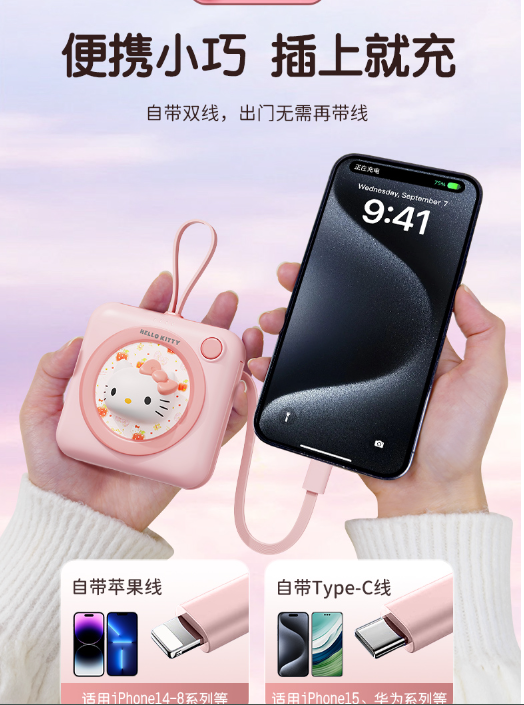 便携小巧 插上就充
自带双线，出门无需再带线
正在充电
75%
Wednesday, September 7
9:41
HELLO KITTY
自带苹果线
自带Type-C线
适用iPhone14-8系列等
适用iPhone15、华为系列等